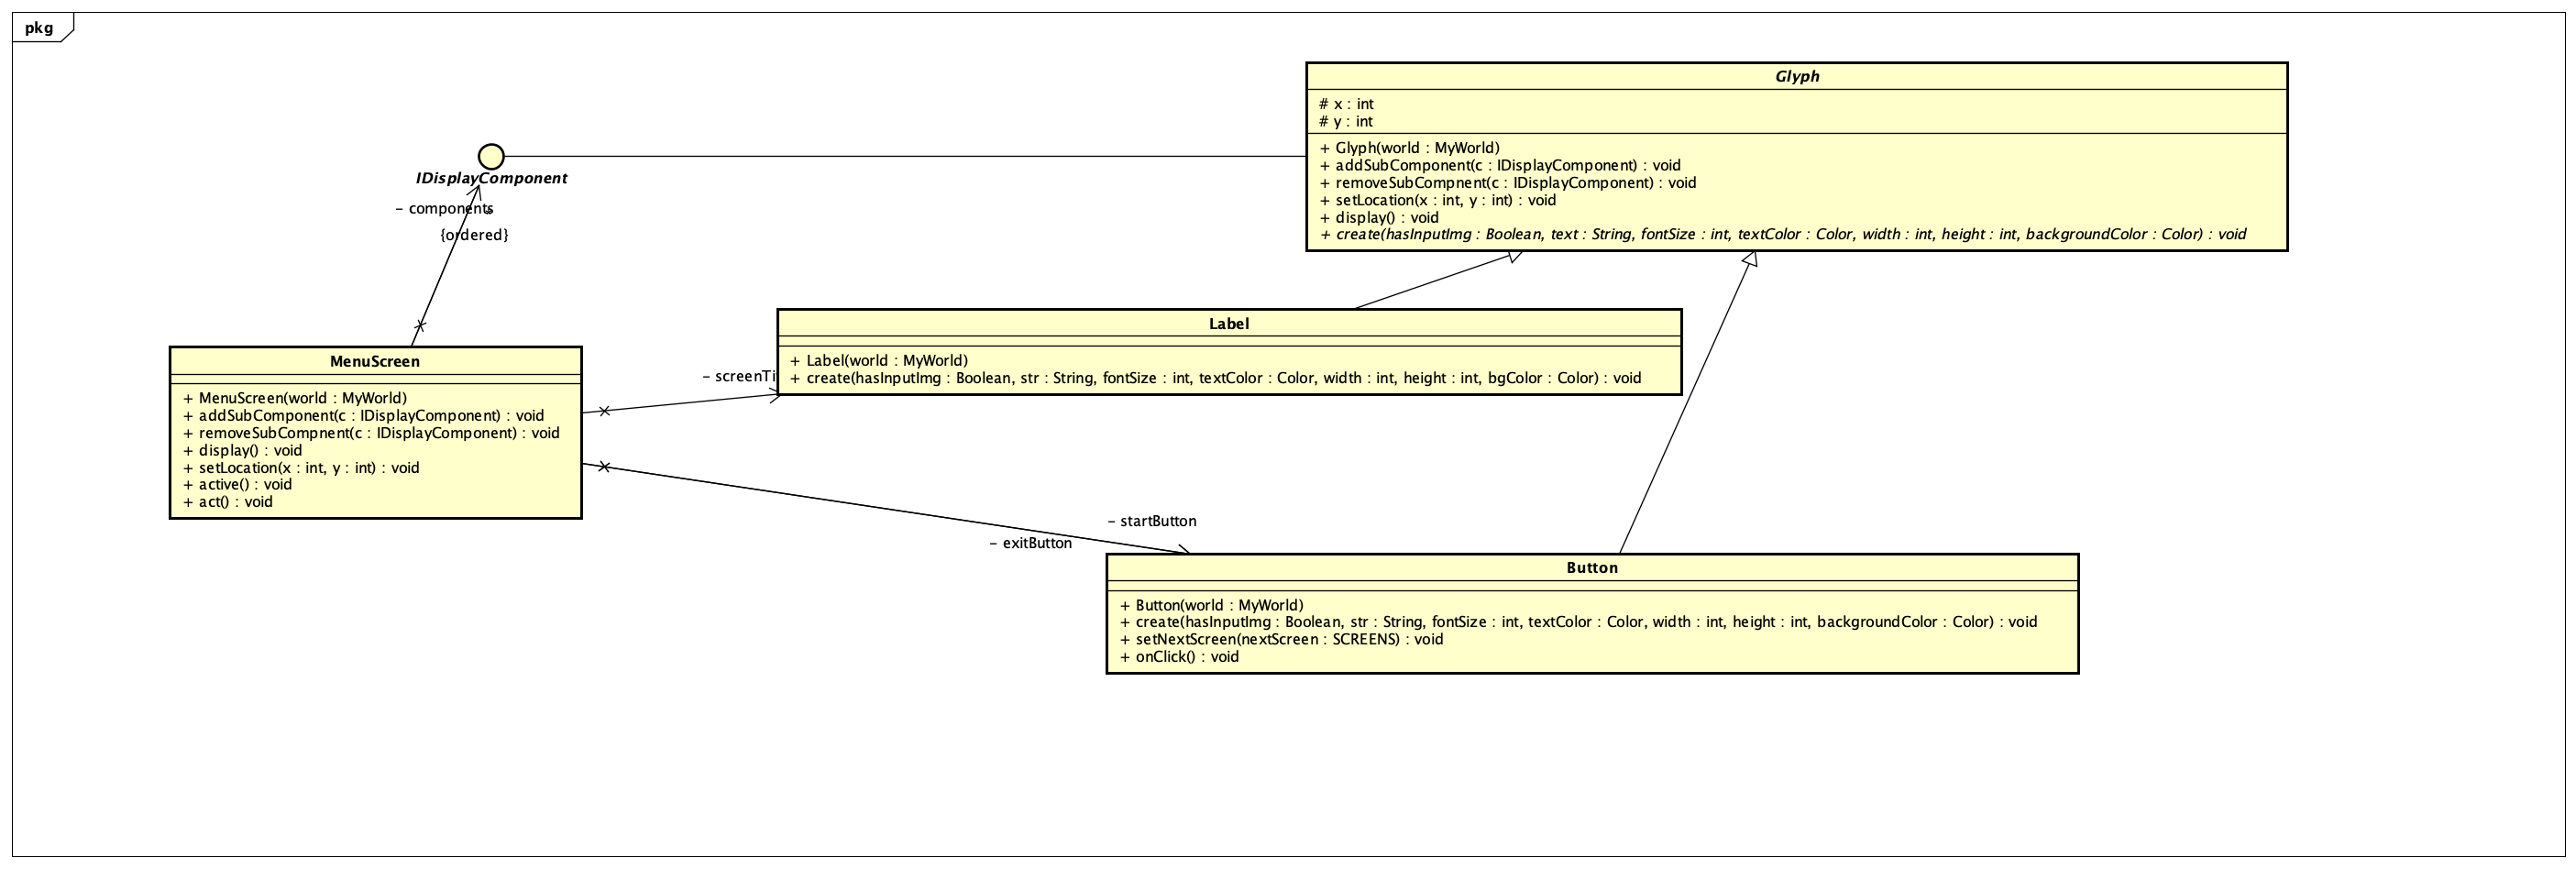 pkg
Glyph
# x : int
# y : int
+ Glyph(world : MyWorld)
+ addSubComponent(c : IDisplayComponent) : void
+ removeSubCompnent(c : IDisplayComponent) : void
+ setLocation(x : int, y : int) : void
+ display() : void
+ create(hasInputImg : Boolean, text : String, fontSize : int, textColor : Color, width : int, height : int, backgroundColor : Color) : void
IDisplayComponent
- components
*
{ordered}
Label
+ Label(world : MyWorld)
+ create(hasInputImg : Boolean, str : String, fontSize : int, textColor : Color, width : int, height : int, bgColor : Color) : void
- screenTi
MenuScreen
+ MenuScreen(world : MyWorld)
+ addSubComponent(c : IDisplayComponent) : void
+ removeSubCompnent(c : IDisplayComponent) : void
+ display() : void
+ setLocation(x : int, y : int) : void
+ active() : void
+ act() : void
- startButton
- exitButton
Button
+ Button(world : MyWorld)
+ create(hasInputImg : Boolean, str : String, fontSize : int, textColor : Color, width : int, height : int, backgroundColor : Color) : void
+ setNextScreen(nextScreen : SCREENS) : void
+ onClick() : void